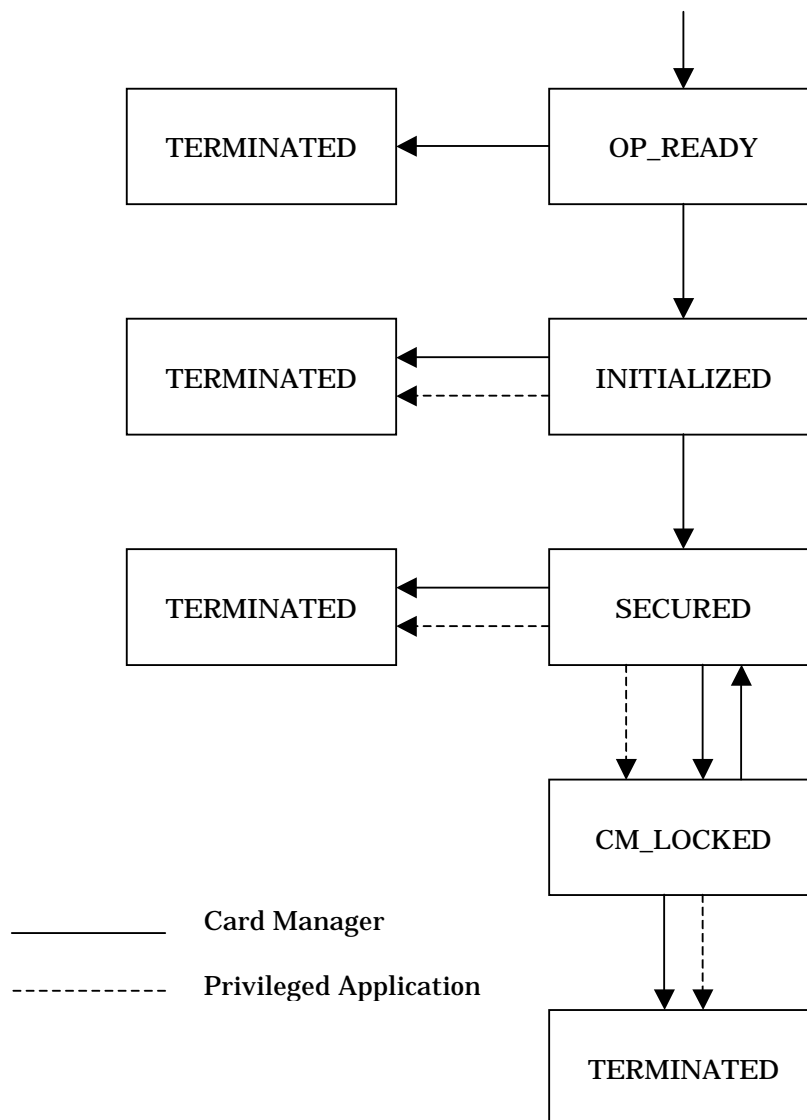 TERMINATED
OP_READY
TERMINATED
INITIALIZED
TERMINATED
SECURED
CM_LOCKED
Card Manager
Privileged Application
TERMINATED